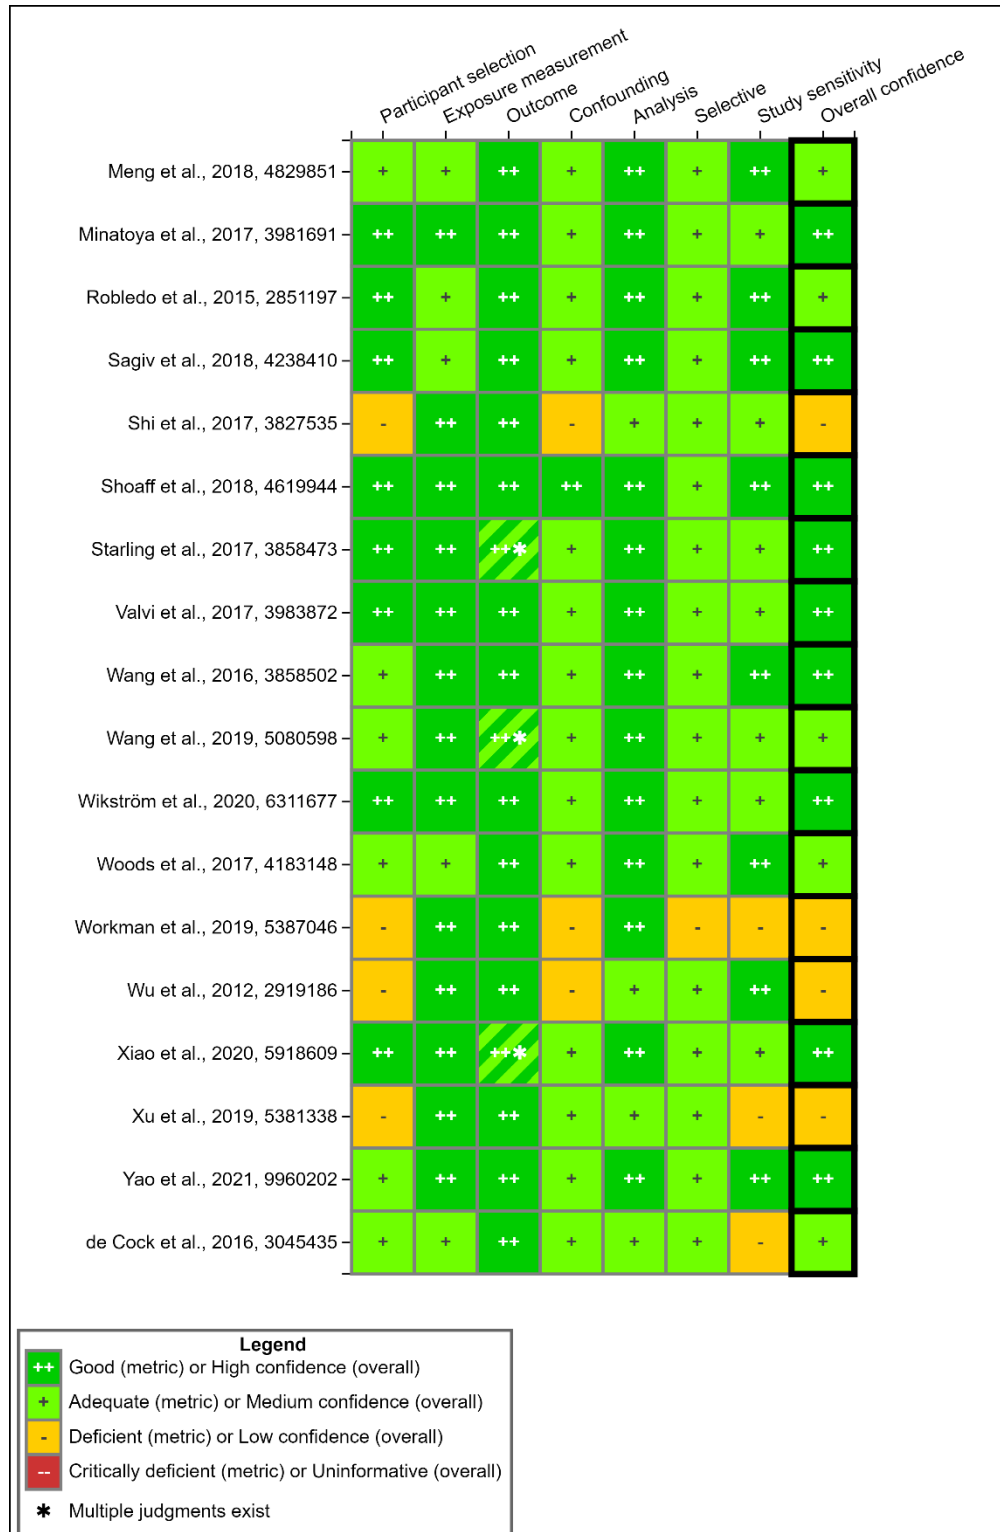 Participant selection
Exposure measurement
Outcome
Confounding
Analysis
Selective
Study sensitivity
Overall confidence
Meng et al., 2018, 4829851 + + ++ + ++ + ++ +
Minatoya et al., 2017, 3981691 ++ ++ ++ + ++ + + ++
Robledo et al., 2015, 2851197 ++ + ++ + ++ + ++ +
Sagiv et al., 2018, 4238410 ++ + ++ + ++ + ++ ++
Shi et al., 2017, 3827535 - ++ ++ - + + + -
Shoaff et al., 2018, 4619944 ++ ++ ++ ++ ++ + ++ ++
Starling et al., 2017, 3858473 ++ ++ ++✱ + ++ + + ++
Valvi et al., 2017, 3983872 ++ ++ ++ + ++ + + ++
Wang et al., 2016, 3858502 + ++ ++ + ++ + ++ ++
Wang et al., 2019, 5080598 + ++ ++✱ + ++ + + +
Wikström et al., 2020, 6311677 ++ ++ ++ + ++ + + ++
Woods et al., 2017, 4183148 + + ++ + ++ + ++ +
Workman et al., 2019, 5387046 - ++ ++ - ++ - - -
Wu et al., 2012, 2919186 - ++ ++ - + + ++ -
Xiao et al., 2020, 5918609 ++ ++ ++✱ + ++ + + ++
Xu et al., 2019, 5381338 - ++ ++ + + + - -
Yao et al., 2021, 9960202 + ++ ++ + ++ + ++ ++
de Cock et al., 2016, 3045435 + + ++ + + + - +
Legend
++ Good (metric) or High confidence (overall)
+ Adequate (metric) or Medium confidence (overall)
- Deficient (metric) or Low confidence (overall)
-- Critically deficient (metric) or Uninformative (overall)
✱ Multiple judgments exist